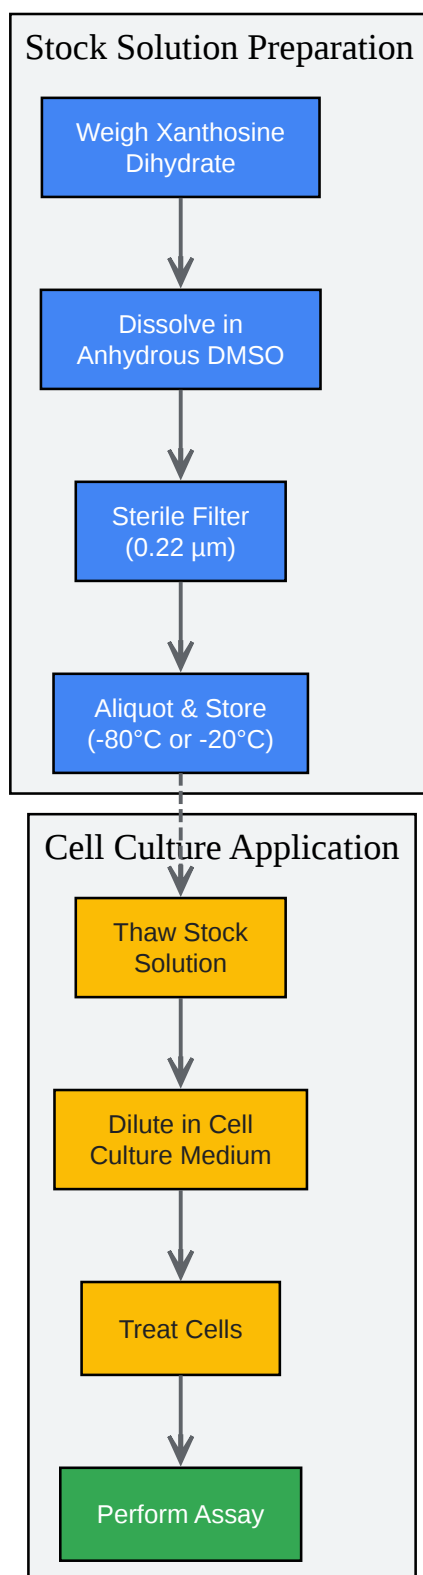 Stock Solution Preparation
Weigh Xanthosine
Dihydrate
Dissolve in
Anhydrous DMSO
Sterile Filter
(0.22 µm)
Aliquot & Store
(-80°C or -20°C)
Cell Culture Application
Thaw Stock
Solution
Dilute in Cell
Culture Medium
Treat Cells
Perform Assay